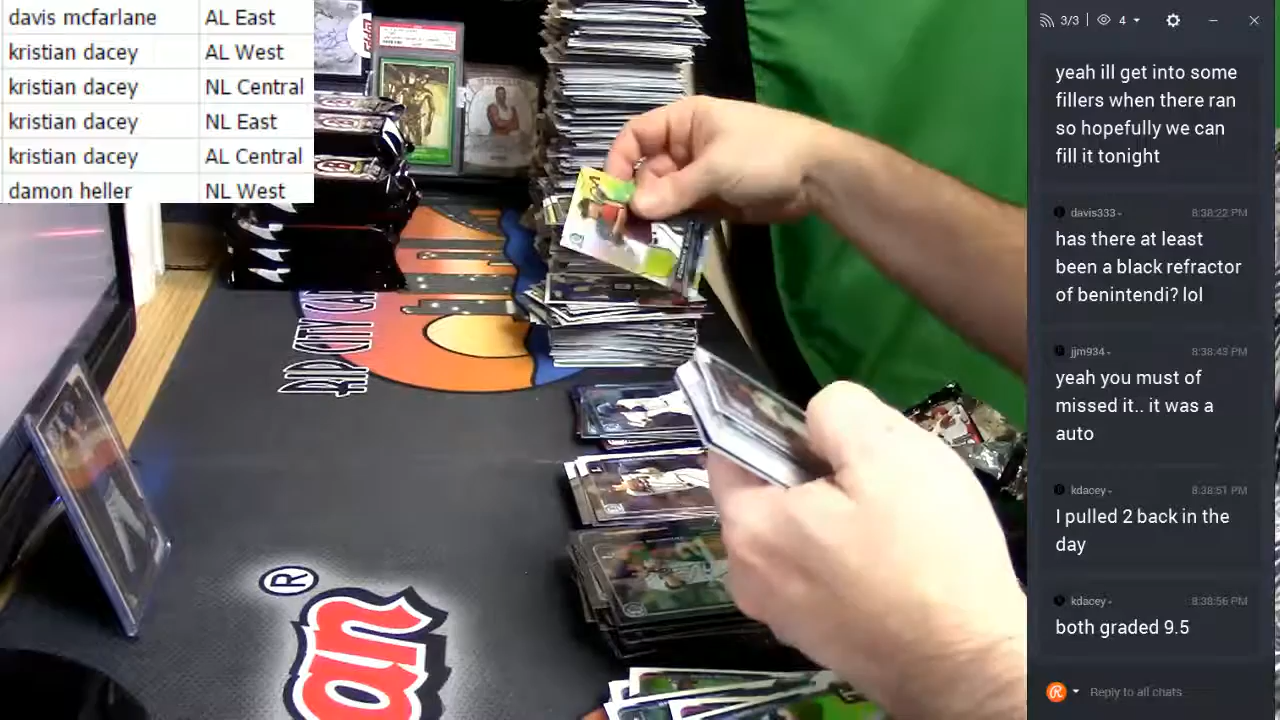 davis mcfarlane AL East
kristian dacey AL West
kristian dacey NL Central
kristian dacey NL East
kristian dacey AL Central
damon heller NL West
RIP CITY CA
an ®
3/3 4
yeah ill get into some
fillers when there ran
so hopefully we can
fill it tonight
davis333 8:38:22 PM
has there at least
been a black refractor
of benintendi? lol
jjm934 8:38:43 PM
yeah you must of
missed it.. it was a
auto
kdacey 8:38:51 PM
I pulled 2 back in the
day
kdacey 8:38:56 PM
both graded 9.5
Reply to all chats